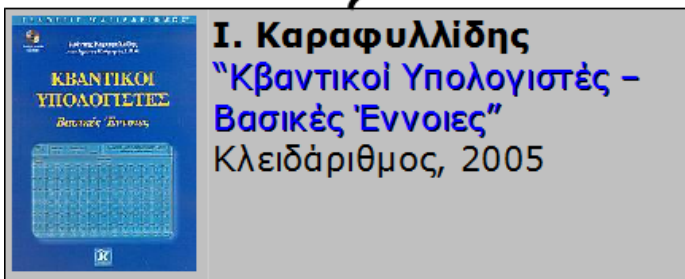 Ι. Καραφυλλίδης
“Κβαντικοί Υπολογιστές –
Βασικές Έννοιες”
Κλειδάριθμος, 2005
ΚΒΑΝΤΙΚΟΙ
ΥΠΟΛΟΓΙΣΤΕΣ
Βασικές Έννοιες